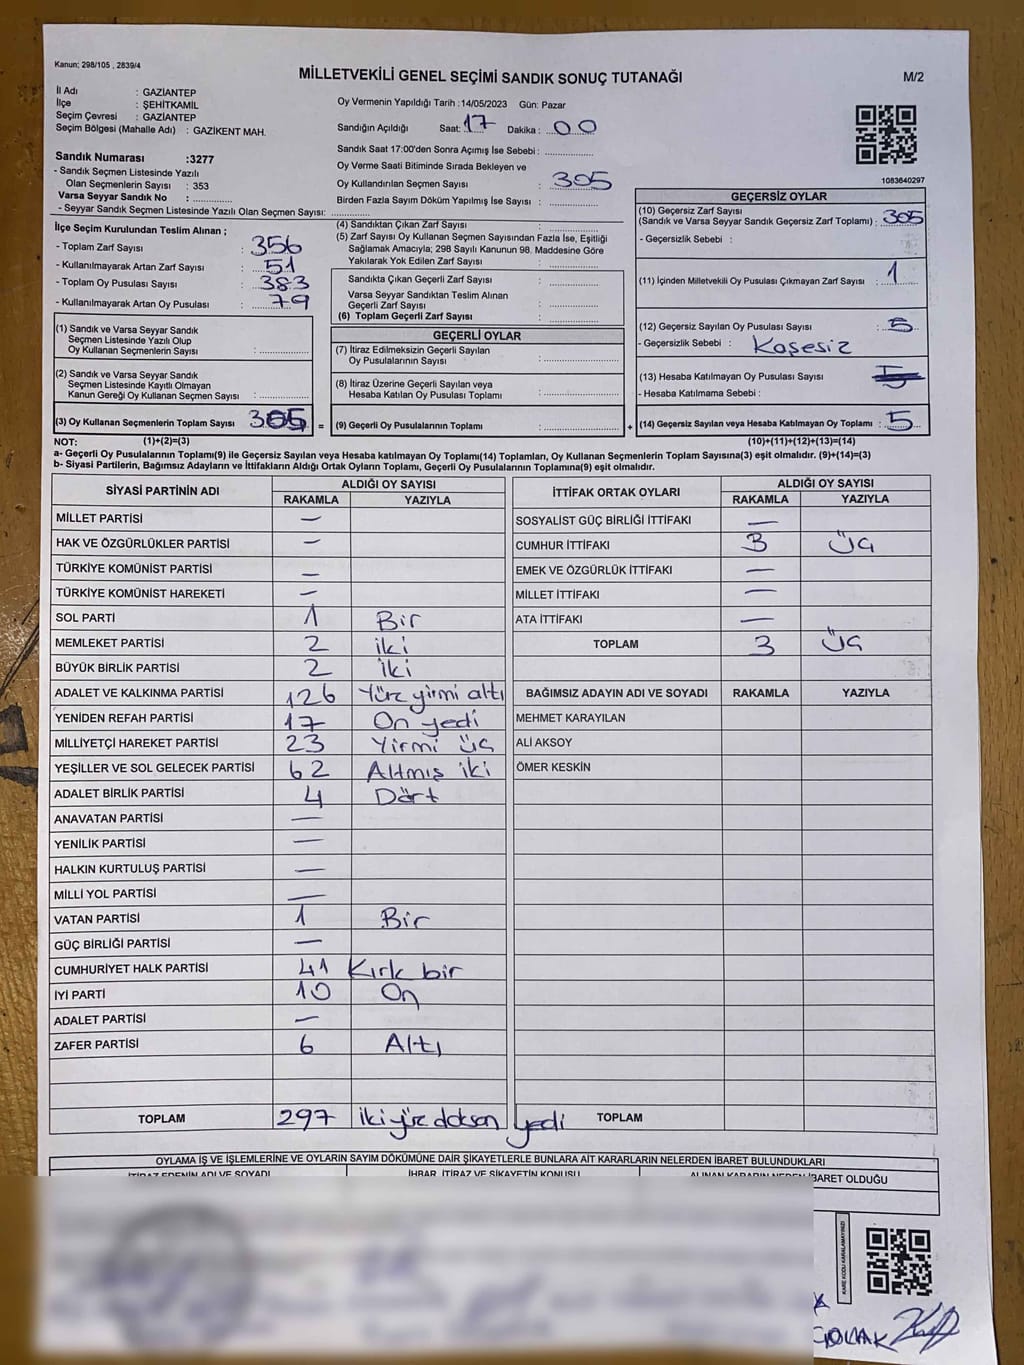 Kanun; 298/105 , 2839/4
MİLLETVEKİLİ GENEL SEÇİMİ SANDIK SONUÇ TUTANAĞI
M/2
İl Adı : GAZİANTEP
İlçe : ŞEHİTKAMİL
Seçim Çevresi : GAZİANTEP
Seçim Bölgesi (Mahalle Adı) : GAZİKENT MAH.
Sandık Numarası :3277
- Sandık Seçmen Listesinde Yazılı
Olan Seçmenlerin Sayısı : 353
Varsa Seyyar Sandık No :
- Seyyar Sandık Seçmen Listesinde Yazılı Olan Seçmen Sayısı:
Oy Vermenin Yapıldığı Tarih :14/05/2023 Gün: Pazar
Sandığın Açıldığı Saat: 17 Dakika : 00
Sandık Saat 17:00'den Sonra Açımış İse Sebebi :
Oy Verme Saati Bitiminde Sırada Bekleyen ve
Oy Kullandırılan Seçmen Sayısı : 305
Birden Fazla Sayım Döküm Yapılmış İse Sayısı :
1083640297
İlçe Seçim Kurulundan Teslim Alınan ;
- Toplam Zarf Sayısı : 356
- Kullanılmayarak Artan Zarf Sayısı : 51
- Toplam Oy Pusulası Sayısı : 383
- Kullanılmayarak Artan Oy Pusulası : 79
(1) Sandık ve Varsa Seyyar Sandık
Seçmen Listesinde Yazılı Olup
Oy Kullanan Seçmenlerin Sayısı :
(2) Sandık ve Varsa Seyyar Sandık
Seçmen Listesinde Kayıtlı Olmayan
Kanun Gereği Oy Kullanan Seçmen Sayısı :
(3) Oy Kullanan Seçmenlerin Toplam Sayısı 305 =
(4) Sandıktan Çıkan Zarf Sayısı :
(5) Zarf Sayısı Oy Kullanan Seçmen Sayısından Fazla İse, Eşitliği
Sağlamak Amacıyla; 298 Sayılı Kanunun 98. Maddesine Göre
Yakılarak Yok Edilen Zarf Sayısı :
Sandıkta Çıkan Geçerli Zarf Sayısı :
Varsa Seyyar Sandıktan Teslim Alınan
Geçerli Zarf Sayısı :
(6) Toplam Geçerli Zarf Sayısı :
GEÇERLİ OYLAR
(7) İtiraz Edilmeksizin Geçerli Sayılan
Oy Pusulalarının Sayısı :
(8) İtiraz Üzerine Geçerli Sayılan veya
Hesaba Katılan Oy Pusulası Toplamı :
(9) Geçerli Oy Pusulalarının Toplamı : +
GEÇERSİZ OYLAR
(10) Geçersiz Zarf Sayısı
(Sandık ve Varsa Seyyar Sandık Geçersiz Zarf Toplamı) : 305
- Geçersizlik Sebebi :
(11) İçinden Milletvekili Oy Pusulası Çıkmayan Zarf Sayısı : 1
(12) Geçersiz Sayılan Oy Pusulası Sayısı : 5
- Geçersizlik Sebebi : Kaşesiz
(13) Hesaba Katılmayan Oy Pusulası Sayısı
- Hesaba Katılmama Sebebi :
(14) Geçersiz Sayılan veya Hesaba Katılmayan Oy Toplamı : 5
NOT: (1)+(2)=(3) (10)+(11)+(12)+(13)=(14)
a- Geçerli Oy Pusulalarının Toplamı(9) ile Geçersiz Sayılan veya Hesaba katılmayan Oy Toplamı(14) Toplamları, Oy Kullanan Seçmenlerin Toplam Sayısına(3) eşit olmalıdır. (9)+(14)=(3)
b- Siyasi Partilerin, Bağımsız Adayların ve İttifakların Aldığı Ortak Oyların Toplamı, Geçerli Oy Pusulalarının Toplamına(9) eşit olmalıdır.
SİYASİ PARTİNİN ADI ALDIĞI OY SAYISI
RAKAMLA YAZIYLA
MİLLET PARTİSİ —
HAK VE ÖZGÜRLÜKLER PARTİSİ —
TÜRKİYE KOMÜNİST PARTİSİ —
TÜRKİYE KOMÜNİST HAREKETİ —
SOL PARTİ 1 Bir
MEMLEKET PARTİSİ 2 iki
BÜYÜK BİRLİK PARTİSİ 2 iki
ADALET VE KALKINMA PARTİSİ 126 Yüz yirmi altı
YENİDEN REFAH PARTİSİ 17 On yedi
MİLLİYETÇİ HAREKET PARTİSİ 23 Yirmi üç
YEŞİLLER VE SOL GELECEK PARTİSİ 62 Altmış iki
ADALET BİRLİK PARTİSİ 4 Dört
ANAVATAN PARTİSİ —
YENİLİK PARTİSİ —
HALKIN KURTULUŞ PARTİSİ —
MİLLİ YOL PARTİSİ —
VATAN PARTİSİ 1 Bir
GÜÇ BİRLİĞİ PARTİSİ —
CUMHURİYET HALK PARTİSİ 41 Kırk bir
İYİ PARTİ 10 On
ADALET PARTİSİ —
ZAFER PARTİSİ 6 Altı
TOPLAM 297 ikiyüz doksan yedi
İTTİFAK ORTAK OYLARI ALDIĞI OY SAYISI
RAKAMLA YAZIYLA
SOSYALİST GÜÇ BİRLİĞİ İTTİFAKI —
CUMHUR İTTİFAKI 3 üç
EMEK VE ÖZGÜRLÜK İTTİFAKI —
MİLLET İTTİFAKI —
ATA İTTİFAKI —
TOPLAM 3 üç
BAĞIMSIZ ADAYIN ADI VE SOYADI RAKAMLA YAZIYLA
MEHMET KARAYILAN
ALİ AKSOY
ÖMER KESKİN
TOPLAM
OYLAMA İŞ VE İŞLEMLERİNE VE OYLARIN SAYIM DÖKÜMÜNE DAİR ŞİKAYETLERLE BUNLARA AİT KARARLARIN NELERDEN İBARET BULUNDUKLARI
İTİRAZ EDENİN ADI VE SOYADI İHBAR, İTİRAZ VE ŞİKAYETİN KONUSU ALINAN KARARIN NEDEN İBARET OLDUĞU
KARE KODU KARALAMAYINIZ!